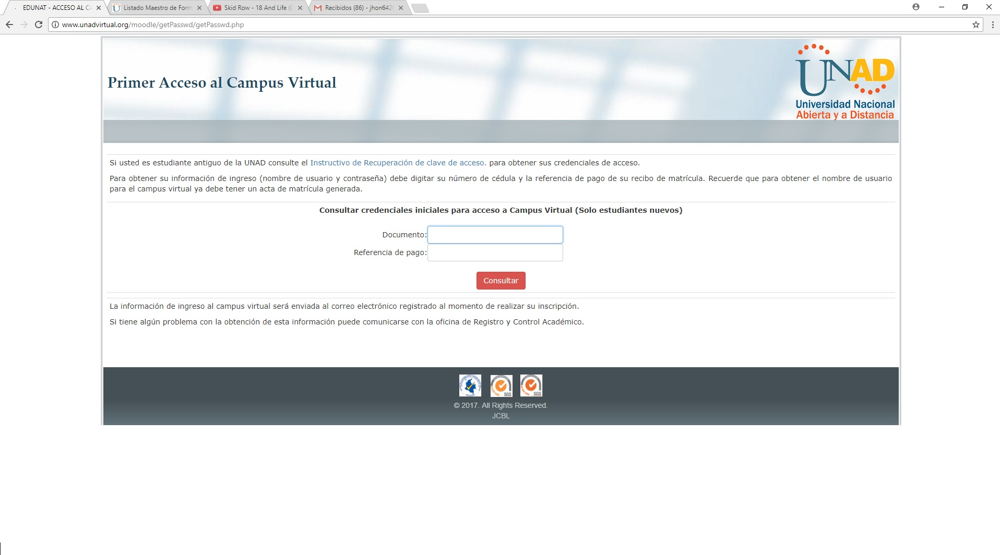 EDUNAT - ACCESO AL CA
Listado Maestro de Form
Skid Row - 18 And Life (O
Recibidos (86) - jhon642
www.unadvirtual.org/moodle/getPasswd/getPasswd.php
Primer Acceso al Campus Virtual
UNAD
Universidad Nacional
Abierta y a Distancia
Si usted es estudiante antiguo de la UNAD consulte el Instructivo de Recuperación de clave de acceso. para obtener sus credenciales de acceso.
Para obtener su información de ingreso (nombre de usuario y contraseña) debe digitar su número de cédula y la referencia de pago de su recibo de matrícula. Recuerde que para obtener el nombre de usuario
para el campus virtual ya debe tener un acta de matrícula generada.
Consultar credenciales iniciales para acceso a Campus Virtual (Solo estudiantes nuevos)
Documento:
Referencia de pago:
Consultar
La información de ingreso al campus virtual será enviada al correo electrónico registrado al momento de realizar su inscripción.
Si tiene algún problema con la obtención de esta información puede comunicarse con la oficina de Registro y Control Académico.
SGS
SGS
© 2017. All Rights Reserved.
JCBL